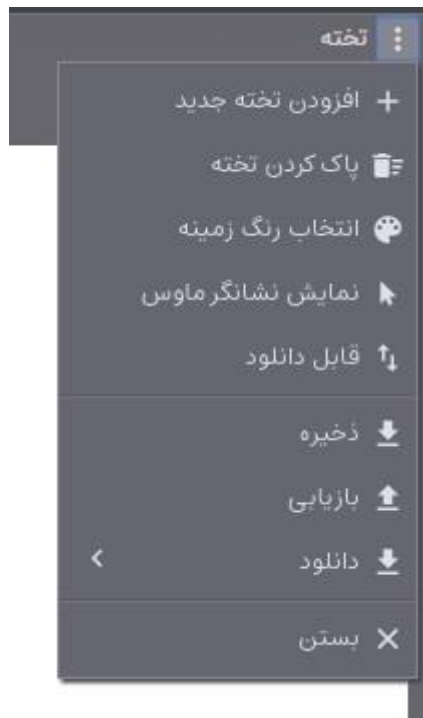 تخته
افزودن تخته جدید
پاک کردن تخته
انتخاب رنگ زمینه
نمایش نشانگر ماوس
قابل دانلود
ذخیره
بازیابی
دانلود
بستن